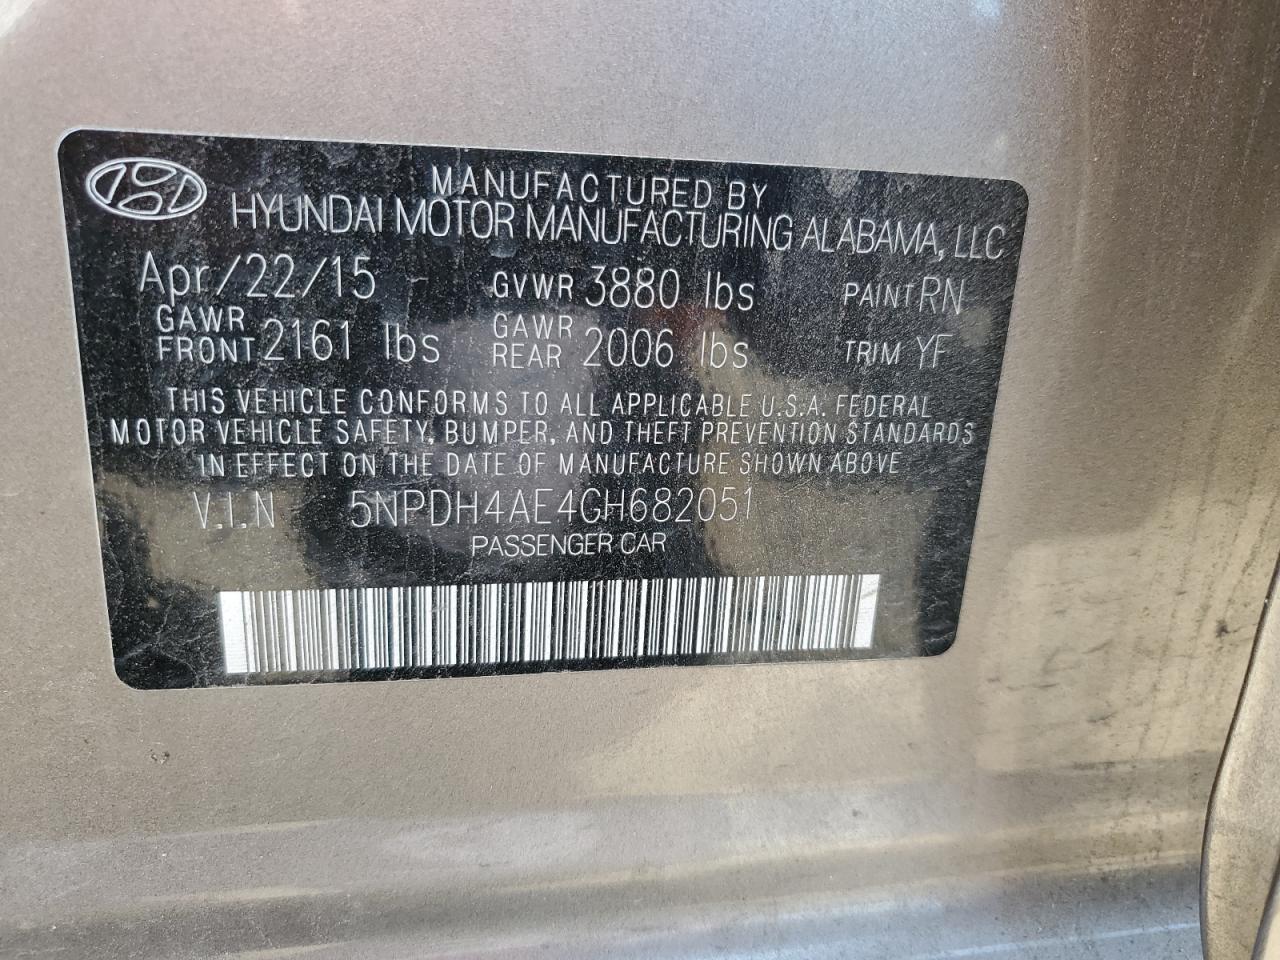 MANUFACTURED BY
HYUNDAI MOTOR MANUFACTURING ALABAMA, LLC
Apr/22/15 GVWR 3880 lbs PAINT RN
GAWR FRONT 2161 lbs GAWR REAR 2006 lbs TRIM YF
THIS VEHICLE CONFORMS TO ALL APPLICABLE U.S.A. FEDERAL
MOTOR VEHICLE SAFETY, BUMPER, AND THEFT PREVENTION STANDARDS
IN EFFECT ON THE DATE OF MANUFACTURE SHOWN ABOVE
V.I.N 5NPDH4AE4GH682051
PASSENGER CAR